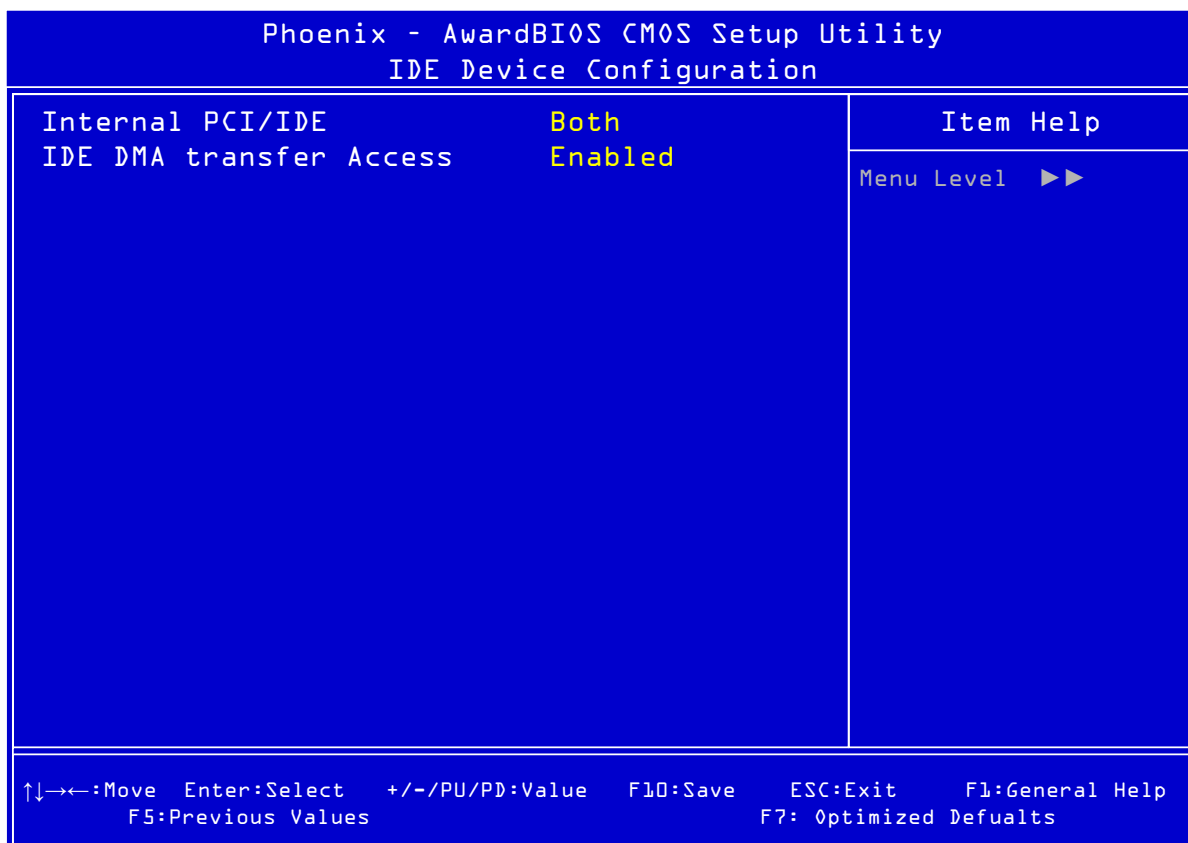 Phoenix - AwardBIOS CMOS Setup Utility
IDE Device Configuration
Internal PCI/IDE Both
IDE DMA transfer Access Enabled
Item Help
Menu Level ►►
↑↓→←:Move Enter:Select +/-/PU/PD:Value F10:Save ESC:Exit F1:General Help
F5:Previous Values F7: Optimized Defualts